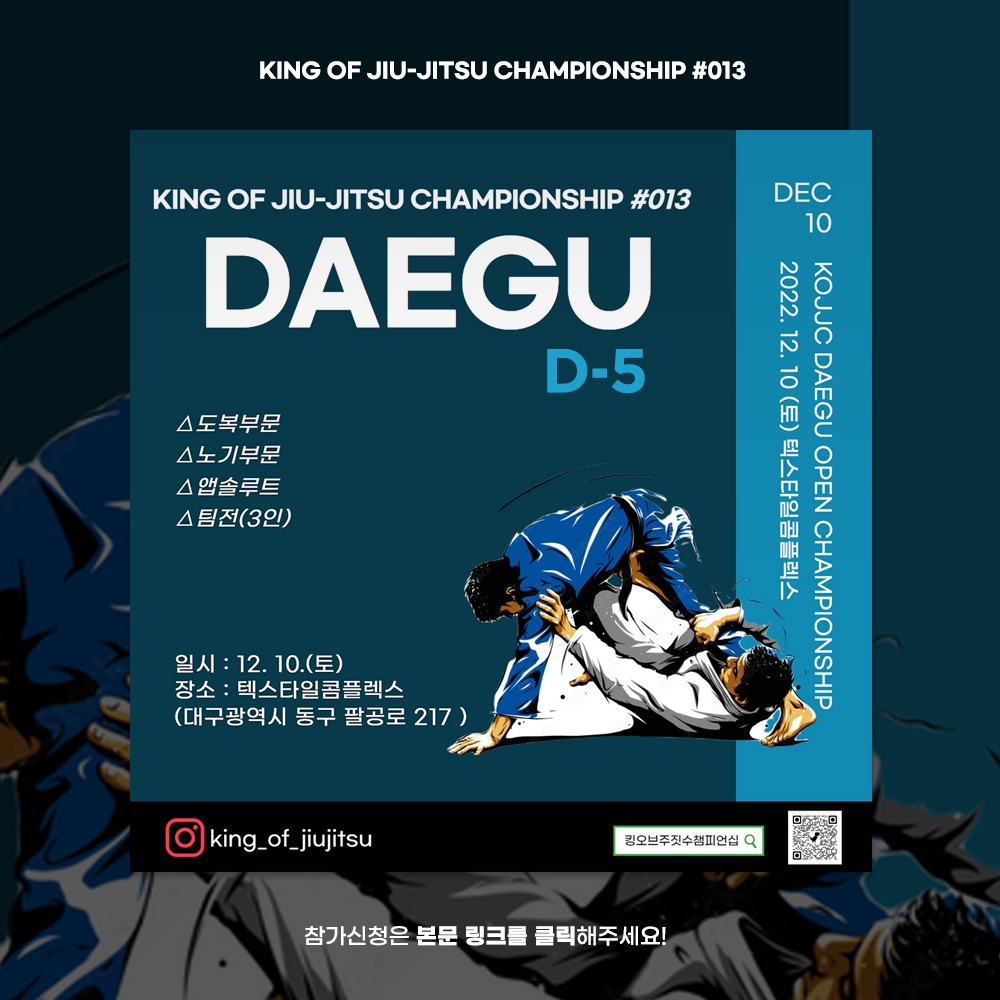 KING OF JIU-JITSU CHAMPIONSHIP #013
KING OF JIU-JITSU CHAMPIONSHIP #013
DAEGU
D-5
△도복부문
△노기부문
△앱솔루트
△팀전(3인)
일시 : 12. 10.(토)
장소 : 텍스타일콤플렉스
(대구광역시 동구 팔공로 217 )
DEC
10
KOJJC DAEGU OPEN CHAMPIONSHIP
2022. 12. 10 (토) 텍스타일콤플렉스
king_of_jiujitsu
킹오브주짓수챔피언십
참가신청은 본문 링크를 클릭해주세요!